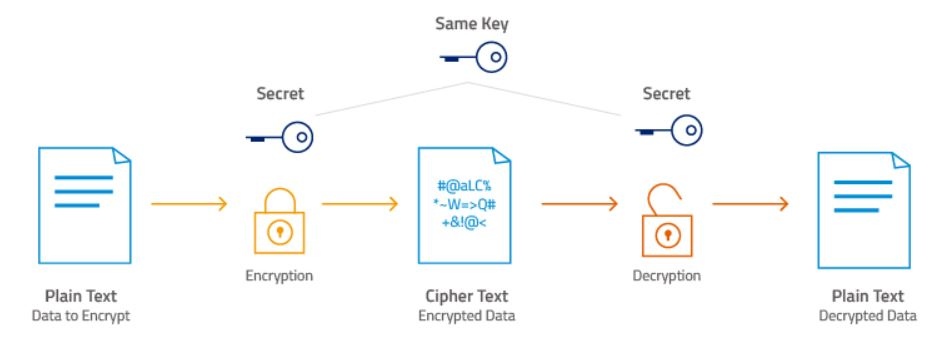 Same Key
Secret
Secret
#@aLC%
*~W=>Q#
+&!@<
Encryption
Decryption
Plain Text
Data to Encrypt
Cipher Text
Encrypted Data
Plain Text
Decrypted Data